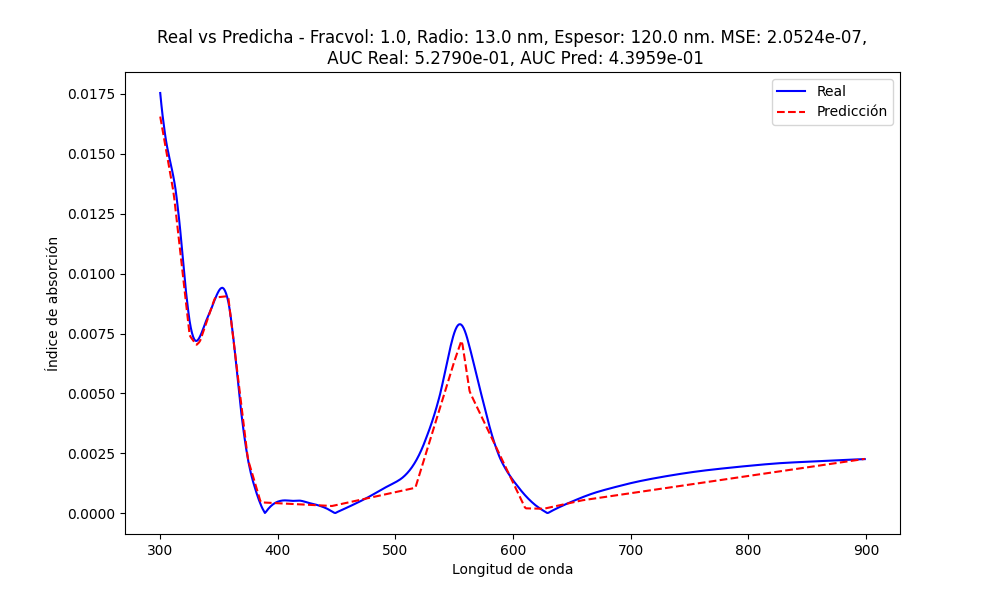 Real vs Predicha - Fracvol: 1.0, Radio: 13.0 nm, Espesor: 120.0 nm. MSE: 2.0524e-07,
AUC Real: 5.2790e-01, AUC Pred: 4.3959e-01
Real
Predicción
Índice de absorción
0.0175
0.0150
0.0125
0.0100
0.0075
0.0050
0.0025
0.0000
300
400
500
600
700
800
900
Longitud de onda